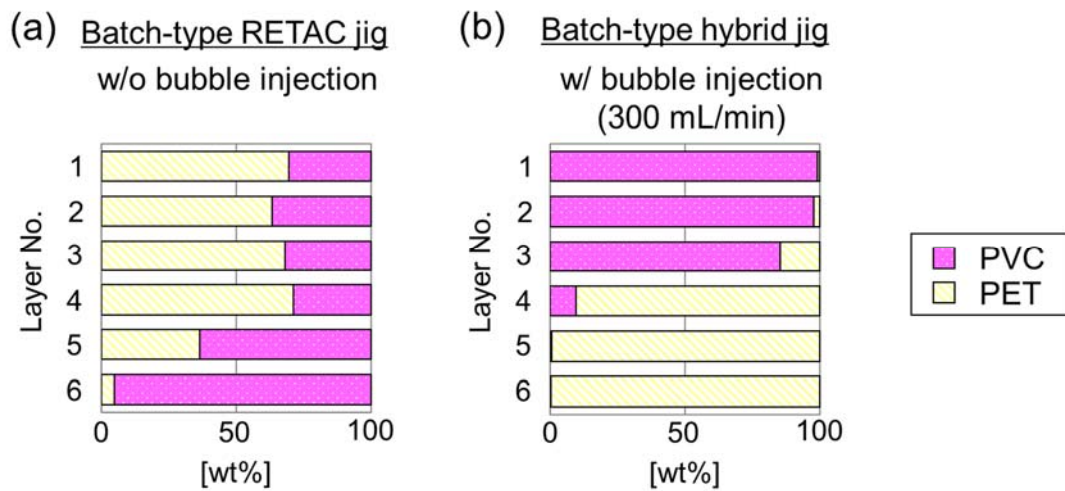 (a) Batch-type RETAC jig
w/o bubble injection
Layer No.
1
2
3
4
5
6
0 50 100
[wt%]
(b) Batch-type hybrid jig
w/ bubble injection
(300 mL/min)
Layer No.
1
2
3
4
5
6
0 50 100
[wt%]
PVC
PET